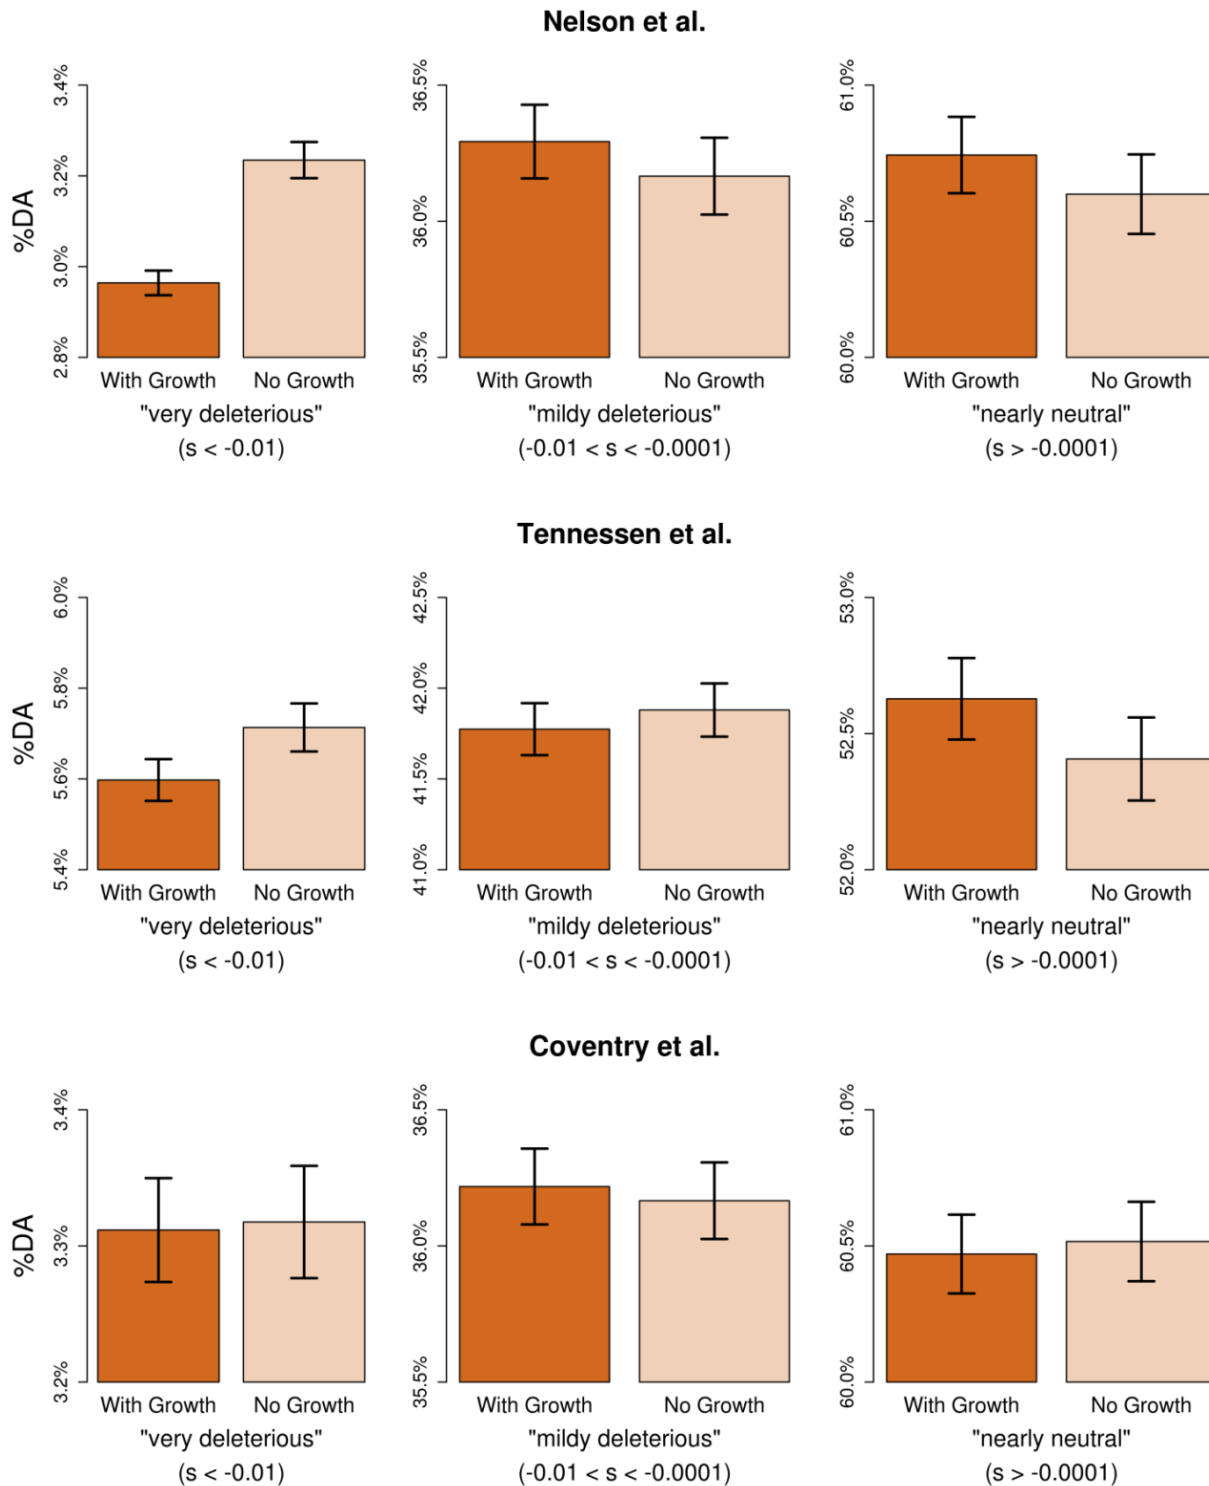 Nelson et al.
%DA
3.4%
3.2%
3.0%
2.8%
36.5%
36.0%
35.5%
61.0%
60.5%
60.0%
With Growth No Growth With Growth No Growth With Growth No Growth
"very deleterious" "mildy deleterious" "nearly neutral"
(s < -0.01) (-0.01 < s < -0.0001) (s > -0.0001)
Tennessen et al.
%DA
6.0%
5.8%
5.6%
5.4%
42.5%
42.0%
41.5%
41.0%
53.0%
52.5%
52.0%
With Growth No Growth With Growth No Growth With Growth No Growth
"very deleterious" "mildy deleterious" "nearly neutral"
(s < -0.01) (-0.01 < s < -0.0001) (s > -0.0001)
Coventry et al.
%DA
3.4%
3.3%
3.2%
36.5%
36.0%
35.5%
61.0%
60.5%
60.0%
With Growth No Growth With Growth No Growth With Growth No Growth
"very deleterious" "mildy deleterious" "nearly neutral"
(s < -0.01) (-0.01 < s < -0.0001) (s > -0.0001)